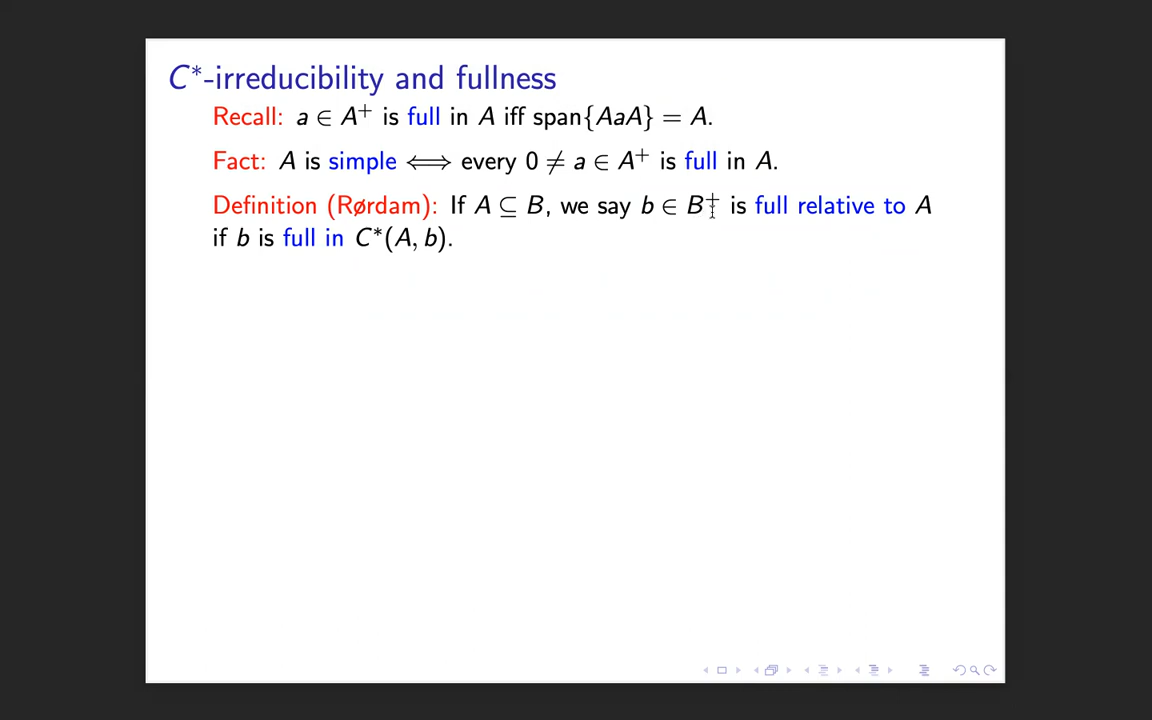 C*-irreducibility and fullness
Recall: a ∈ A⁺ is full in A iff span{AaA} = A.
Fact: A is simple ⟺ every 0 ≠ a ∈ A⁺ is full in A.
Definition (Rørdam): If A ⊆ B, we say b ∈ B⁺ is full relative to A
if b is full in C*(A, b).